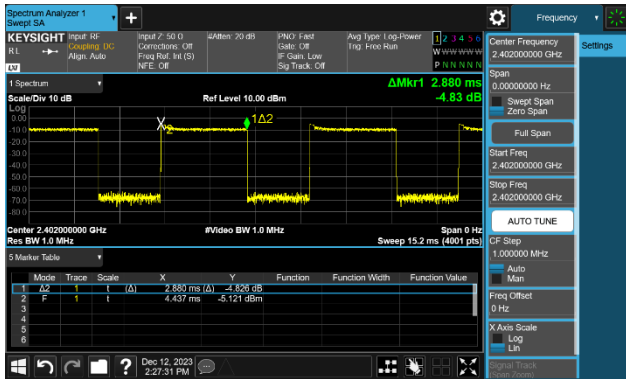 Spectrum Analyzer 1
Swept SA
+
Frequency
KEYSIGHT Input: RF Input Z: 50 Ω #Atten: 20 dB PNO: Fast Avg Type: Log-Power 1 2 3 4 5 6
RL Coupling: DC Corrections: Off Gate: Off Trig: Free Run W W W W W W
Align: Auto Freq Ref: Int (S) IF Gain: Low P N N N N N
NFE: Off Sig Track: Off
LXI
1 Spectrum ΔMkr1 2.880 ms
Scale/Div 10 dB Ref Level 10.00 dBm -4.83 dB
Log
0.00
-10.0
-20.0
-30.0
-40.0
-50.0
-60.0
-70.0
-80.0
X2 1Δ2
Center 2.402000000 GHz #Video BW 1.0 MHz Span 0 Hz
Res BW 1.0 MHz Sweep 15.2 ms (4001 pts)
5 Marker Table
Mode Trace Scale X Y Function Function Width Function Value
1 Δ2 1 t (Δ) 2.880 ms (Δ) -4.826 dB
2 F 1 t 4.437 ms -5.121 dBm
3
4
5
6
Dec 12, 2023
2:27:31 PM
?
Center Frequency
2.402000000 GHz
Settings
Span
0.00000000 Hz
Swept Span
Zero Span
Full Span
Start Freq
2.402000000 GHz
Stop Freq
2.402000000 GHz
AUTO TUNE
CF Step
1.000000 MHz
Auto
Man
Freq Offset
0 Hz
X Axis Scale
Log
Lin
Signal Track
(Span Zoom)